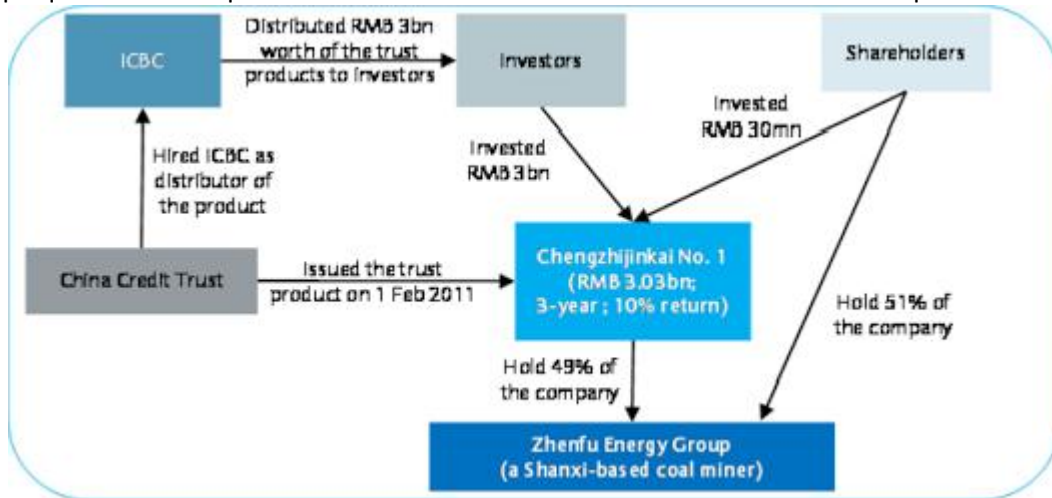 ICBC
Distributed RMB 3bn
worth of the trust
products to investors
Investors
Shareholders
Invested
RMB 30mn
Invested
RMB 3bn
Hired ICBC as
distributor of
the product
China Credit Trust
Issued the trust
product on 1 Feb 2011
Chengzhijinkai No. 1
(RMB 3.03bn;
3-year ; 10% return)
Hold 51% of
the company
Hold 49% of
the company
Zhenfu Energy Group
(a Shanxi-based coal miner)